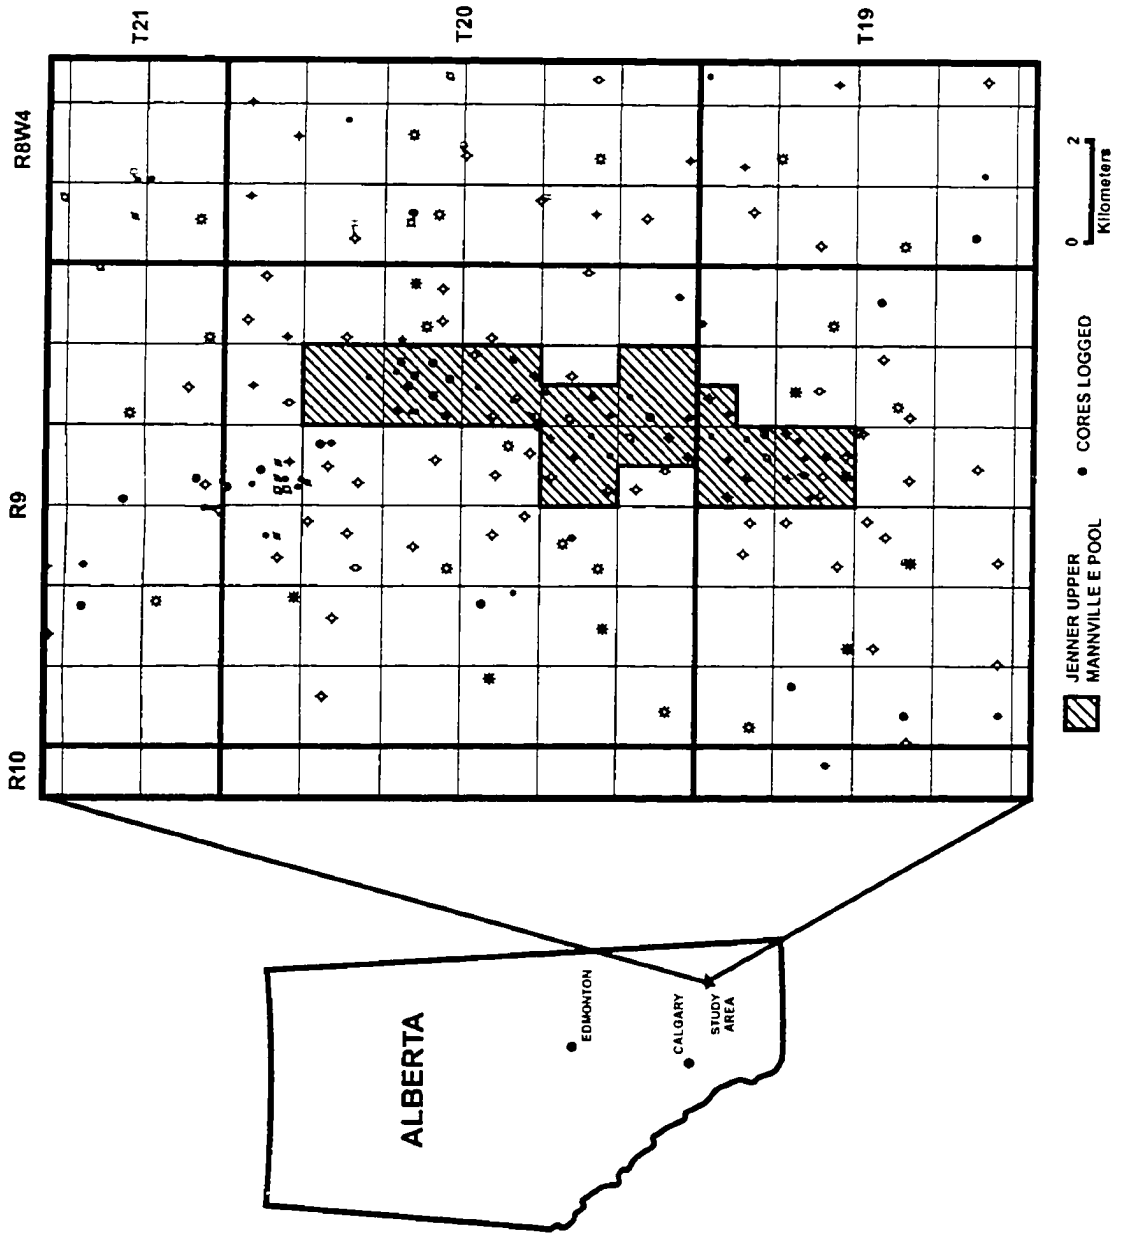 R10
R9
R8W4
T21
T20
T19
ALBERTA
EDMONTON
CALGARY
STUDY
AREA
JENNER UPPER
MANNVILLE E POOL
CORES LOGGED
0 2
Kilometers